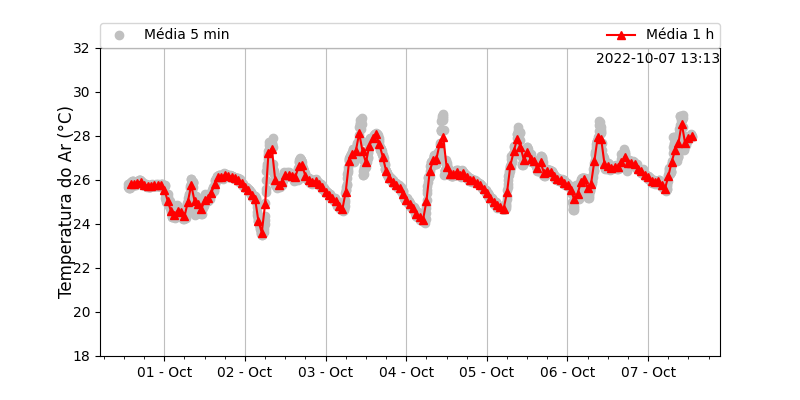 Média 5 min
Média 1 h
2022-10-07 13:13
Temperatura do Ar (°C)
32
30
28
26
24
22
20
18
01 - Oct
02 - Oct
03 - Oct
04 - Oct
05 - Oct
06 - Oct
07 - Oct